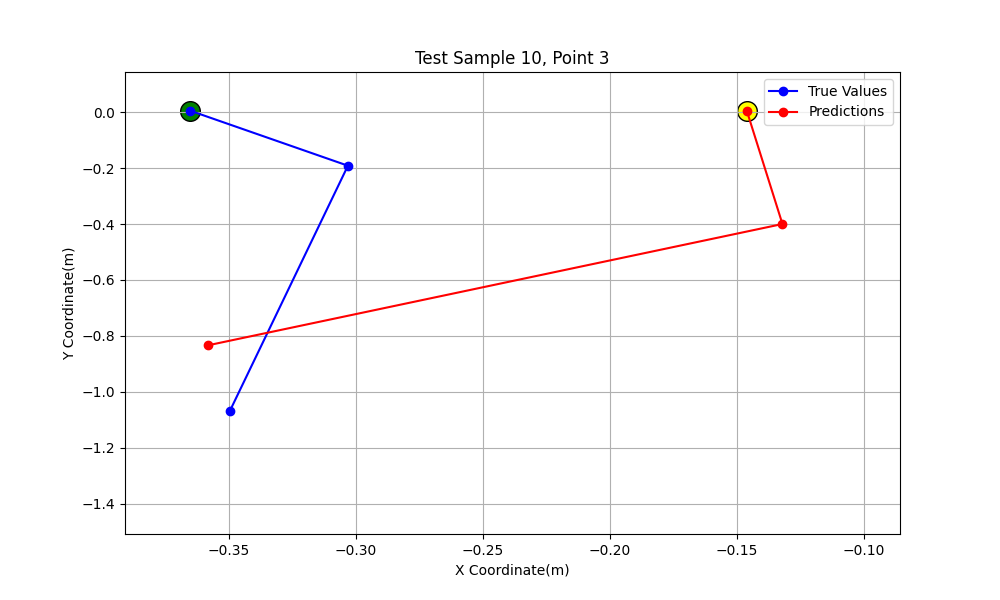 Test Sample 10, Point 3
True Values
Predictions
0.0
−0.2
−0.4
−0.6
−0.8
−1.0
−1.2
−1.4
Y Coordinate(m)
−0.35 −0.30 −0.25 −0.20 −0.15 −0.10
X Coordinate(m)